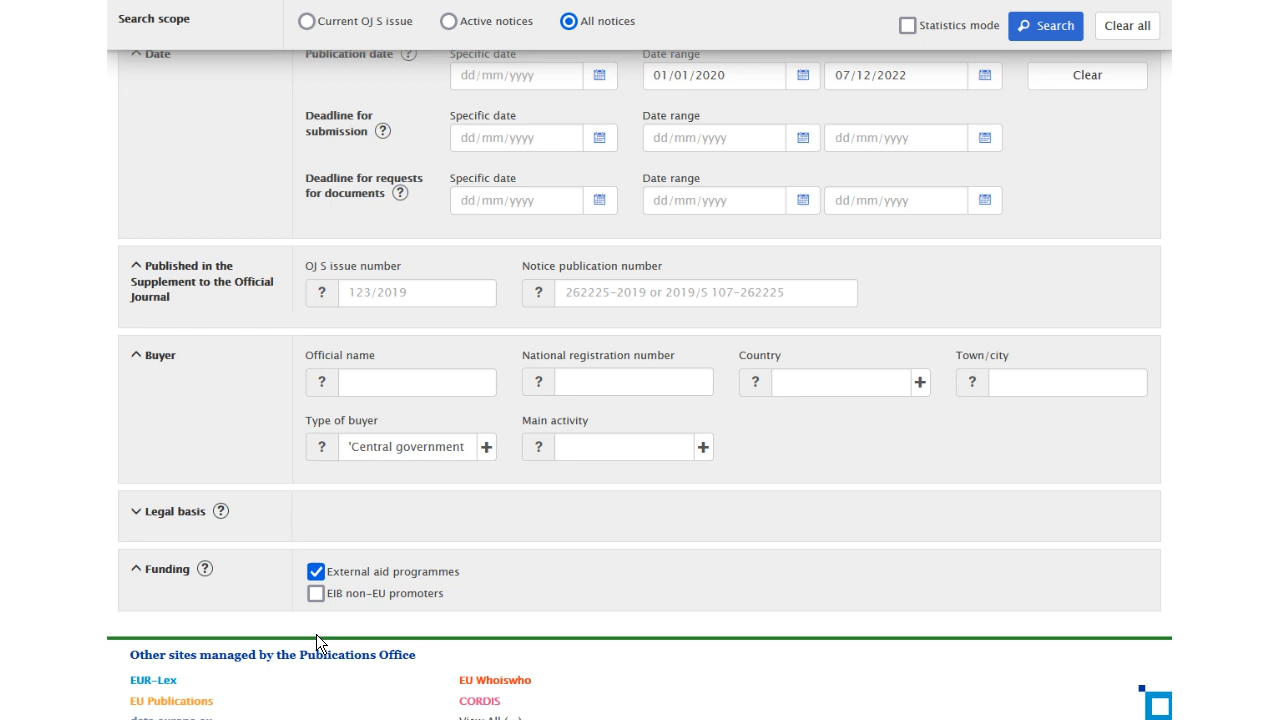 Search scope
Current OJ S issue
Active notices
All notices
Statistics mode
Search
Clear all
Date
Publication date ?
Specific date
Date range
dd/mm/yyyy
01/01/2020
07/12/2022
Clear
Deadline for
submission ?
Specific date
Date range
dd/mm/yyyy
dd/mm/yyyy
dd/mm/yyyy
Deadline for requests
for documents ?
Specific date
Date range
dd/mm/yyyy
dd/mm/yyyy
dd/mm/yyyy
Published in the
Supplement to the Official
Journal
OJ S issue number
Notice publication number
? 123/2019
? 262225-2019 or 2019/S 107-262225
Buyer
Official name
National registration number
Country
Town/city
?
?
? +
?
Type of buyer
Main activity
? 'Central government +
? +
Legal basis ?
Funding ?
External aid programmes
EIB non-EU promoters
Other sites managed by the Publications Office
EUR-Lex
EU Whoiswho
EU Publications
CORDIS